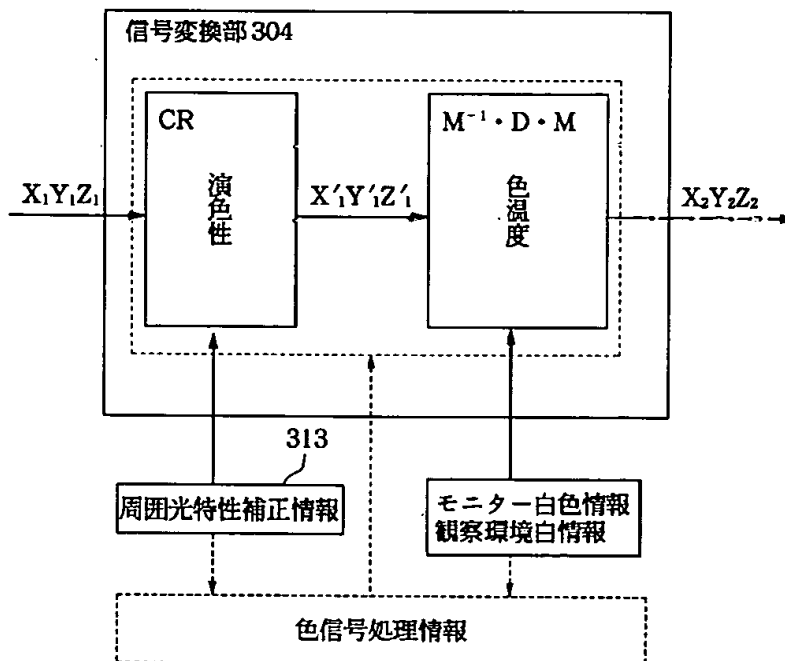 信号変換部304
CR
演色性
M⁻¹・D・M
色温度
X₁Y₁Z₁
X′₁Y′₁Z′₁
X₂Y₂Z₂
313
周囲光特性補正情報
モニター白色情報
観察環境白情報
色信号処理情報